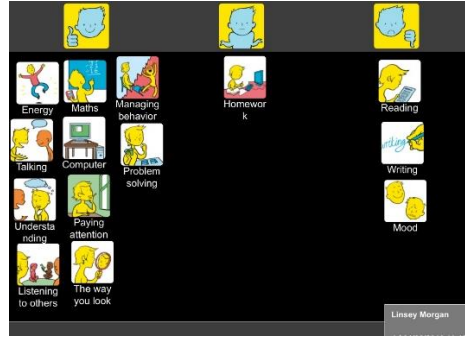 Energy
Maths
Managing
behavior
Homewor
k
Reading
Talking
Computer
Problem
solving
writing
Writing
Understa
nding
Paying
attention
Mood
Listening
to others
The way
you look
Linsey Morgan